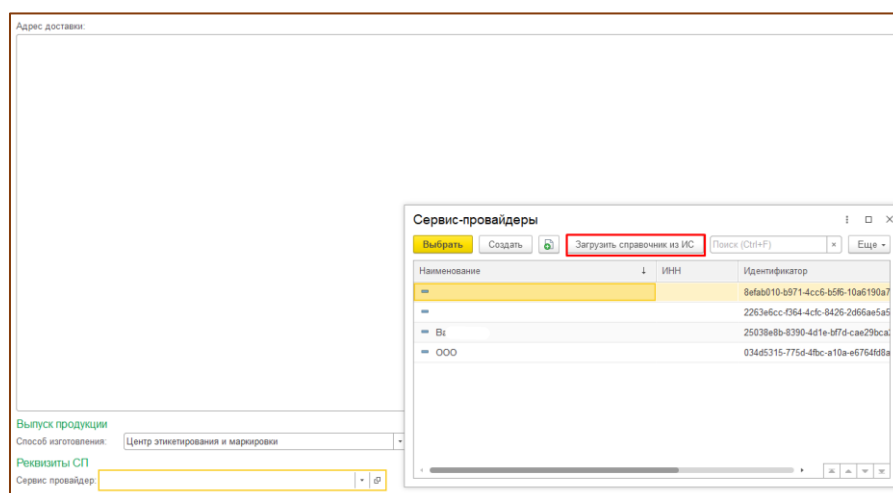 Адрес доставки:
Сервис-провайдеры
Выбрать Создать Загрузить справочник из ИС Поиск (Ctrl+F) × Еще
Наименование ↓ ИНН Идентификатор
8efab010-b971-4cc6-b5f6-10a6190a7
2263e6cc-f364-4cfc-8426-2d66ae5a5
25038e8b-8390-4d1e-bf7d-cae29bca
ООО 034d5315-775d-4fbc-a10a-e6764fd8a
Выпуск продукции
Способ изготовления: Центр этикетирования и маркировки
Реквизиты СП
Сервис провайдер: